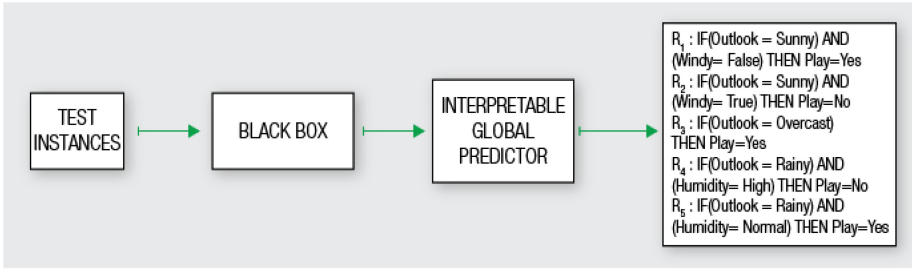 TEST
INSTANCES
BLACK BOX
INTERPRETABLE
GLOBAL
PREDICTOR
R₁ : IF(Outlook = Sunny) AND
(Windy= False) THEN Play=Yes
R₂ : IF(Outlook = Sunny) AND
(Windy= True) THEN Play=No
R₃ : IF(Outlook = Overcast)
THEN Play=Yes
R₄ : IF(Outlook = Rainy) AND
(Humidity= High) THEN Play=No
R₅ : IF(Outlook = Rainy) AND
(Humidity= Normal) THEN Play=Yes